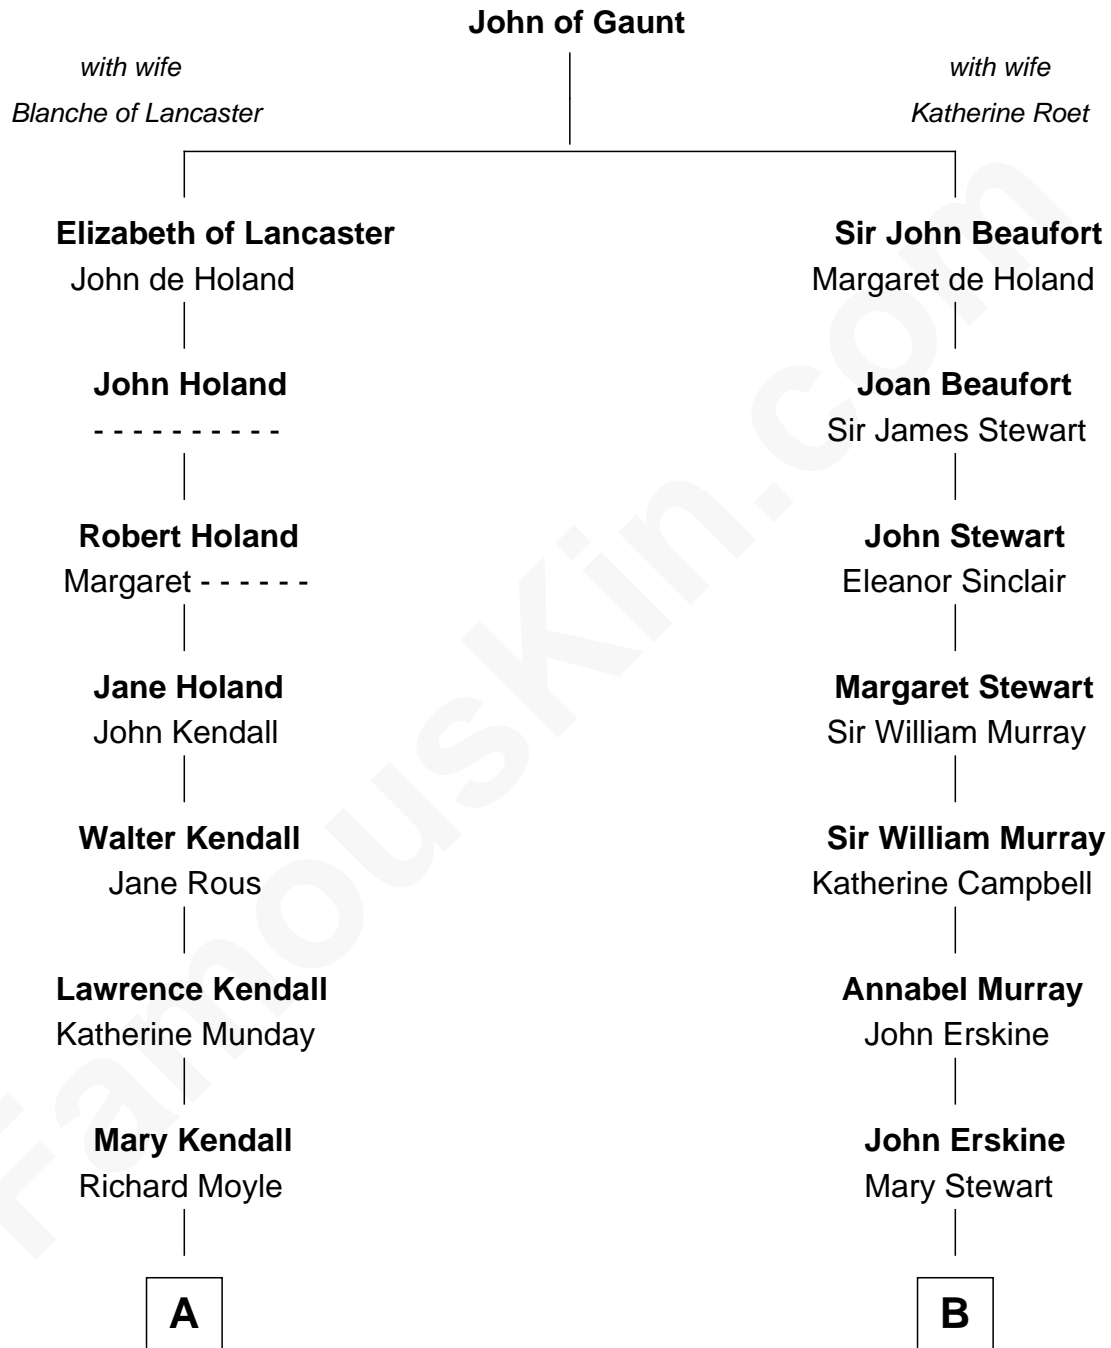 John of Gaunt
with wife
Blanche of Lancaster
with wife
Katherine Roet
Elizabeth of Lancaster
John de Holand
Sir John Beaufort
Margaret de Holand
John Holand
- - - - - - - - - -
Joan Beaufort
Sir James Stewart
Robert Holand
Margaret - - - - - -
John Stewart
Eleanor Sinclair
Jane Holand
John Kendall
Margaret Stewart
Sir William Murray
Walter Kendall
Jane Rous
Sir William Murray
Katherine Campbell
Lawrence Kendall
Katherine Munday
Annabel Murray
John Erskine
Mary Kendall
Richard Moyle
John Erskine
Mary Stewart
A
B
FamousKin.com